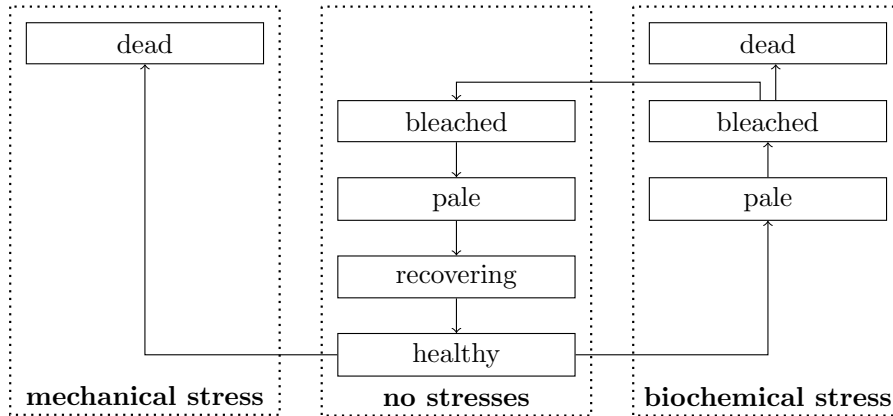 dead
mechanical stress
bleached
pale
recovering
healthy
no stresses
dead
bleached
pale
biochemical stress